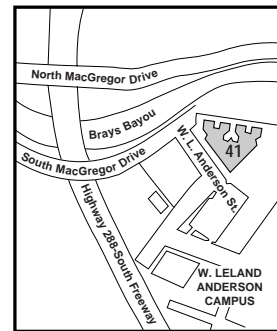 North MacGregor Drive
Brays Bayou
W. L. Anderson St.
41
South MacGregor Drive
Highway 288-South Freeway
W. LELAND
ANDERSON
CAMPUS